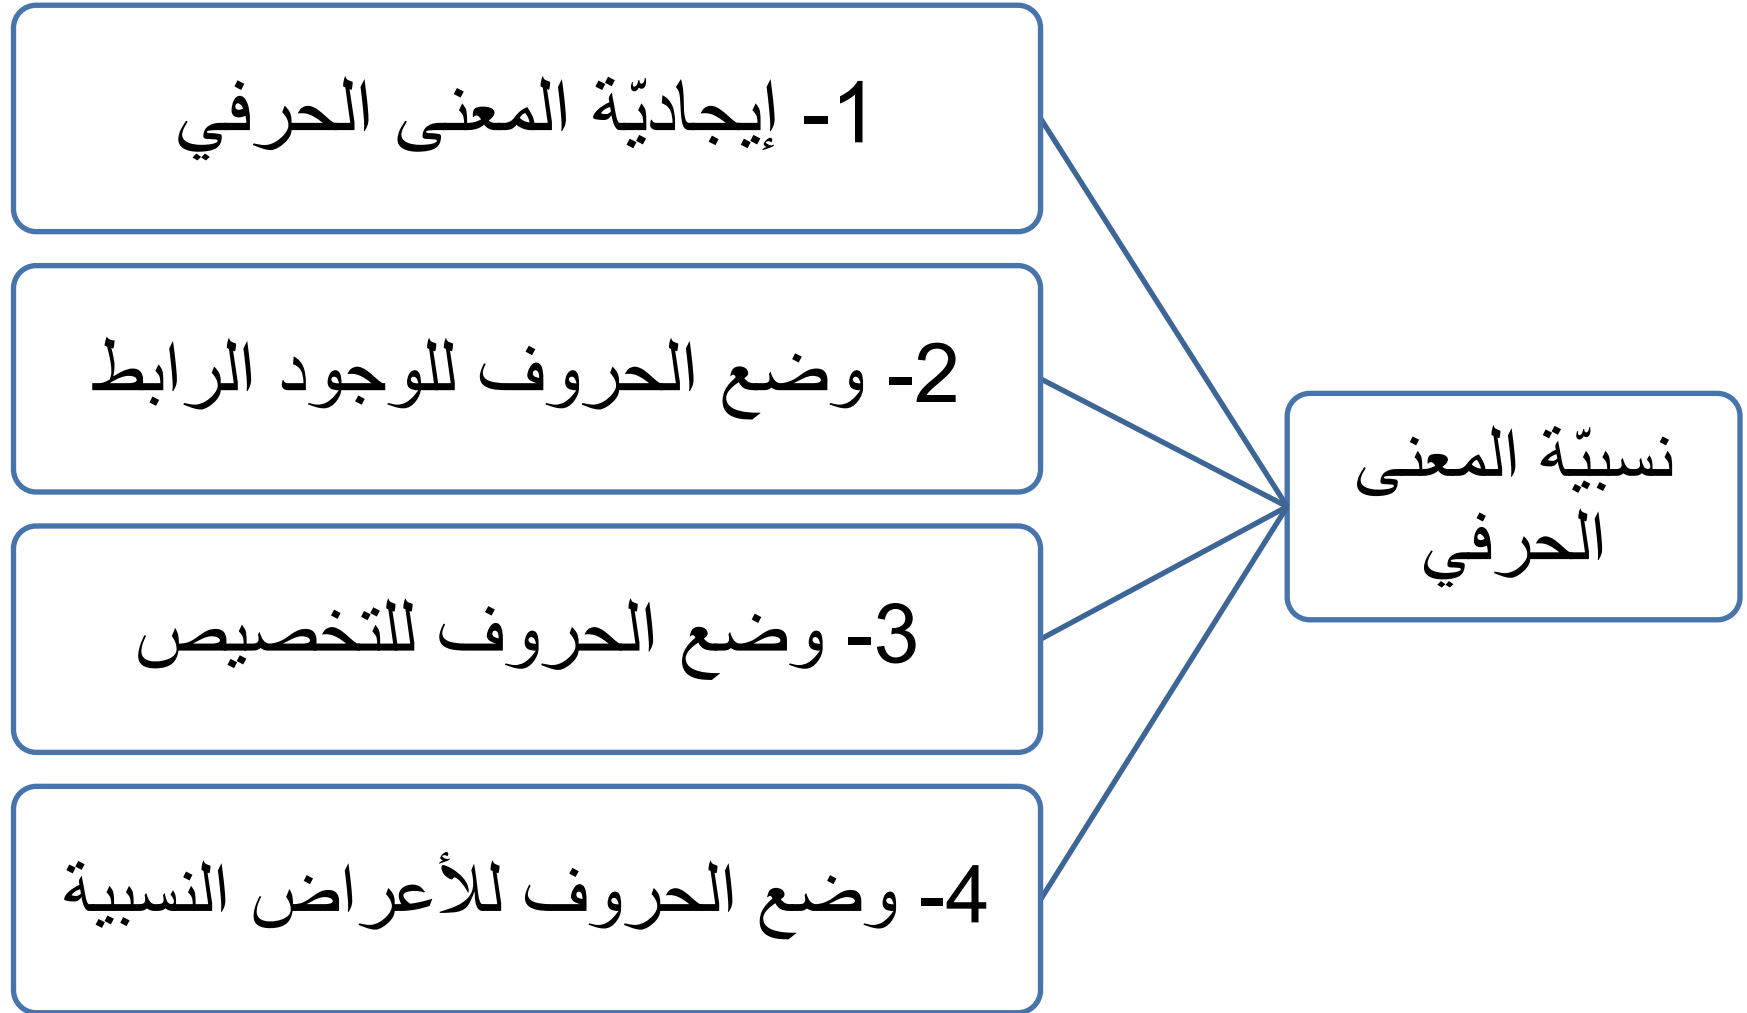 نسبيّة المعنى
الحرفي
1- إيجاديّة المعنى الحرفي
2- وضع الحروف للوجود الرابط
3- وضع الحروف للتخصيص
4- وضع الحروف للأعراض النسبية